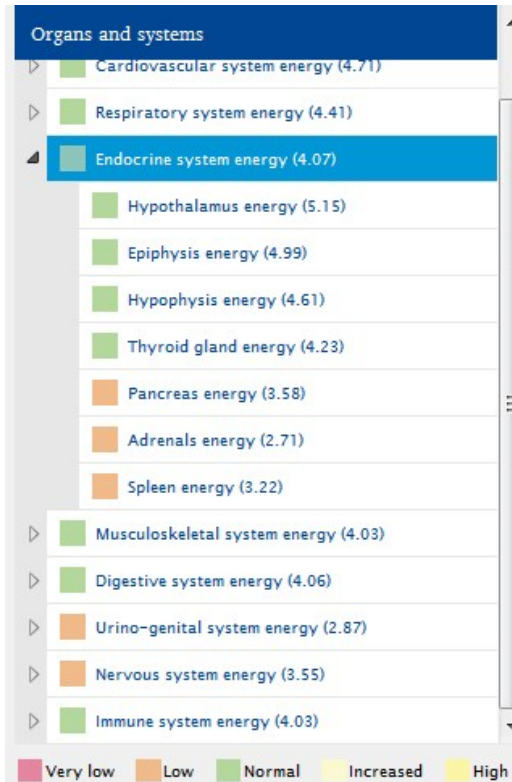 Organs and systems
Cardiovascular system energy (4.71)
Respiratory system energy (4.41)
Endocrine system energy (4.07)
Hypothalamus energy (5.15)
Epiphysis energy (4.99)
Hypophysis energy (4.61)
Thyroid gland energy (4.23)
Pancreas energy (3.58)
Adrenals energy (2.71)
Spleen energy (3.22)
Musculoskeletal system energy (4.03)
Digestive system energy (4.06)
Urino-genital system energy (2.87)
Nervous system energy (3.55)
Immune system energy (4.03)
Very low Low Normal Increased High